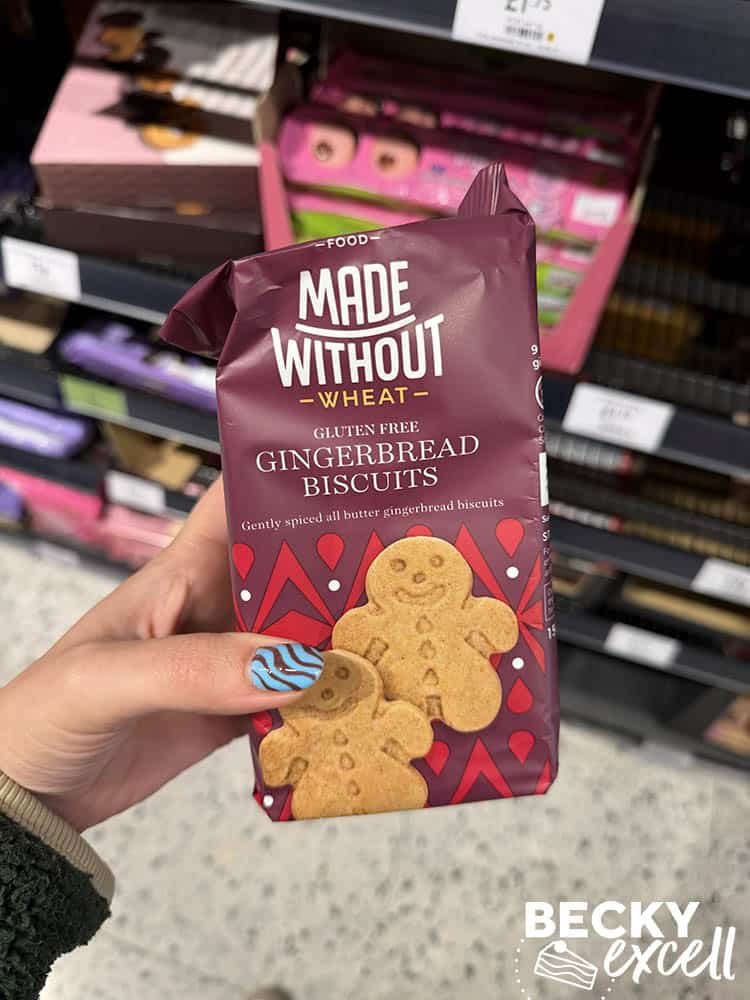 —FOOD—
MADE
WITHOUT
–WHEAT–
GLUTEN FREE
GINGERBREAD
BISCUITS
Gently spiced all butter gingerbread biscuits
BECKY
excell